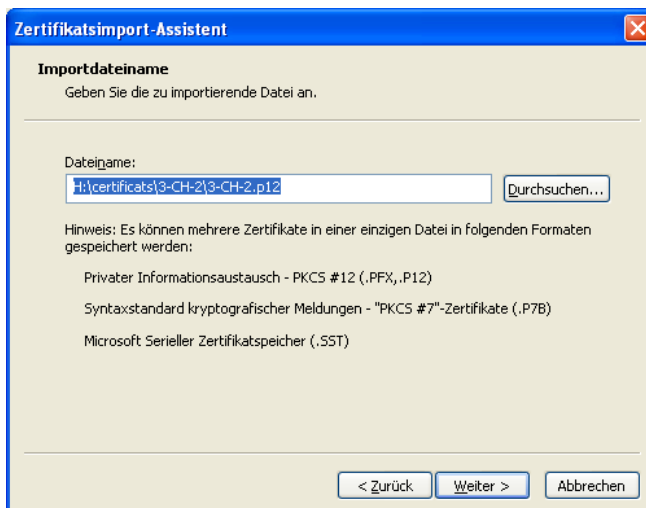 Zertifikatsimport-Assistent
Importdateiname
Geben Sie die zu importierende Datei an.
Dateiname:
H:\certificats\3-CH-2\3-CH-2.p12
Durchsuchen...
Hinweis: Es können mehrere Zertifikate in einer einzigen Datei in folgenden Formaten
gespeichert werden:
Privater Informationsaustausch - PKCS #12 (.PFX,.P12)
Syntaxstandard kryptografischer Meldungen - "PKCS #7"-Zertifikate (.P7B)
Microsoft Serieller Zertifikatspeicher (.SST)
< Zurück
Weiter >
Abbrechen